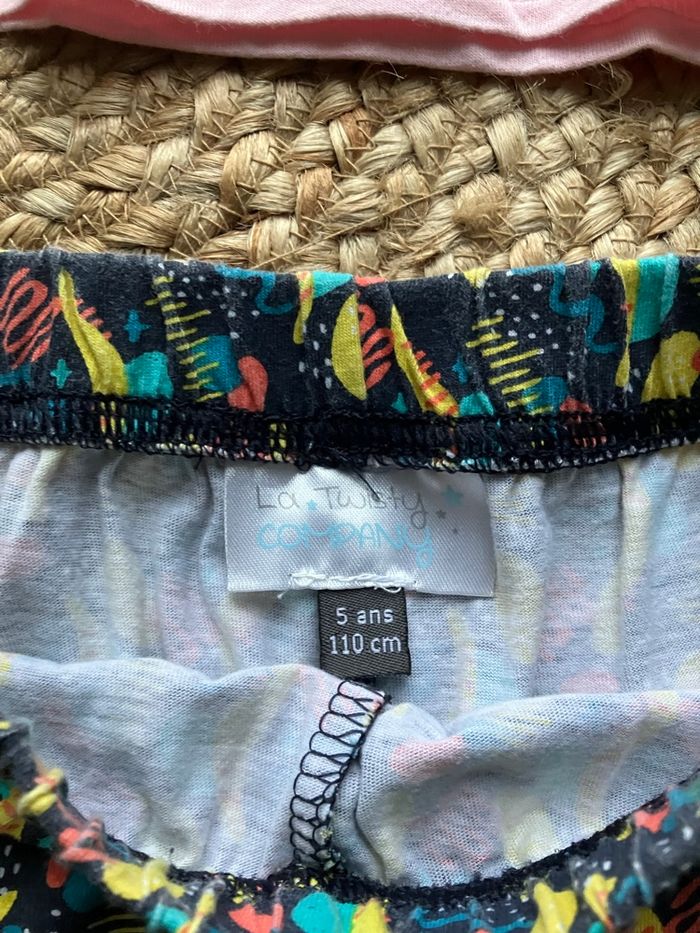 La Twisty
COMPANY
5 ans
110 cm